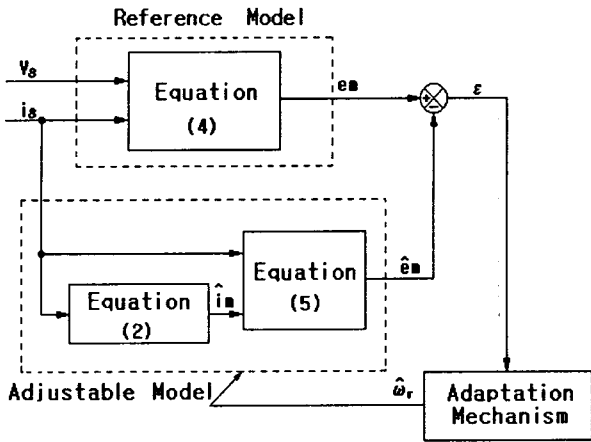 Reference Model
Vs
is
Equation
(4)
em
+
−
ε
Equation
(2)
îm
Equation
(5)
êm
Adjustable Model
ω̂r
Adaptation
Mechanism